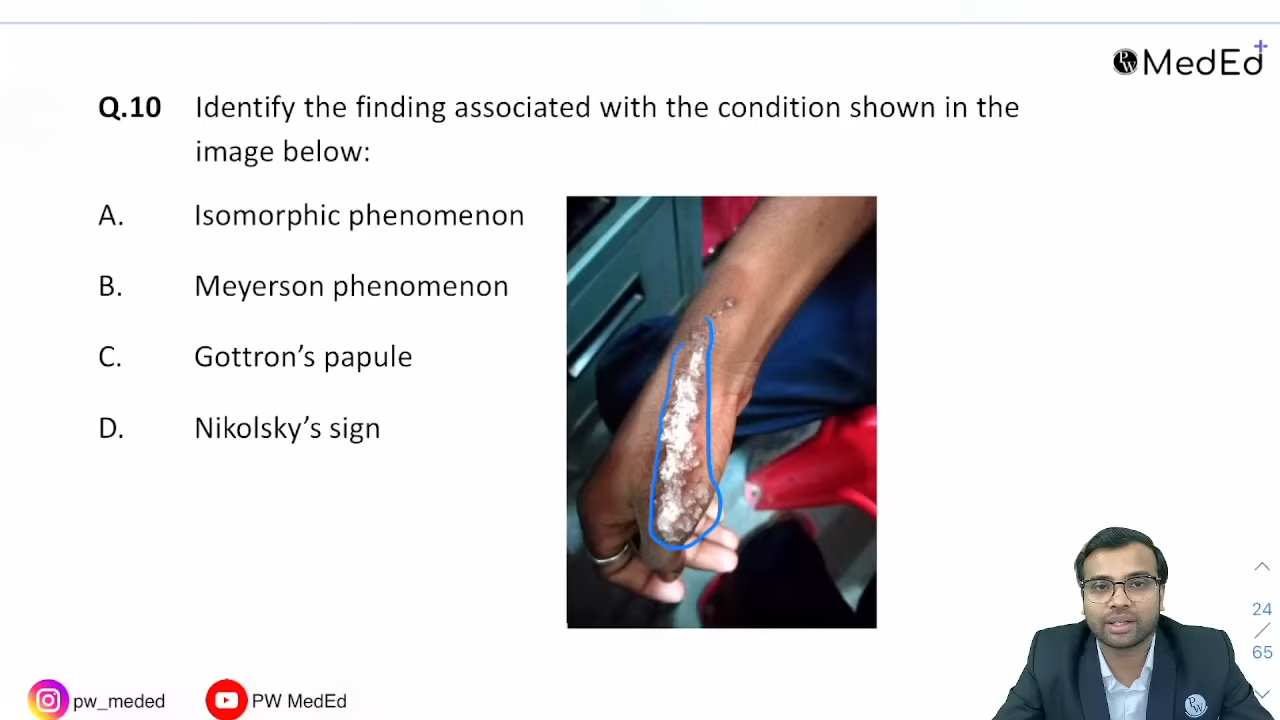 PW MedEd+
Q.10 Identify the finding associated with the condition shown in the
image below:
A. Isomorphic phenomenon
B. Meyerson phenomenon
C. Gottron’s papule
D. Nikolsky’s sign
24
/
65
pw_meded PW MedEd